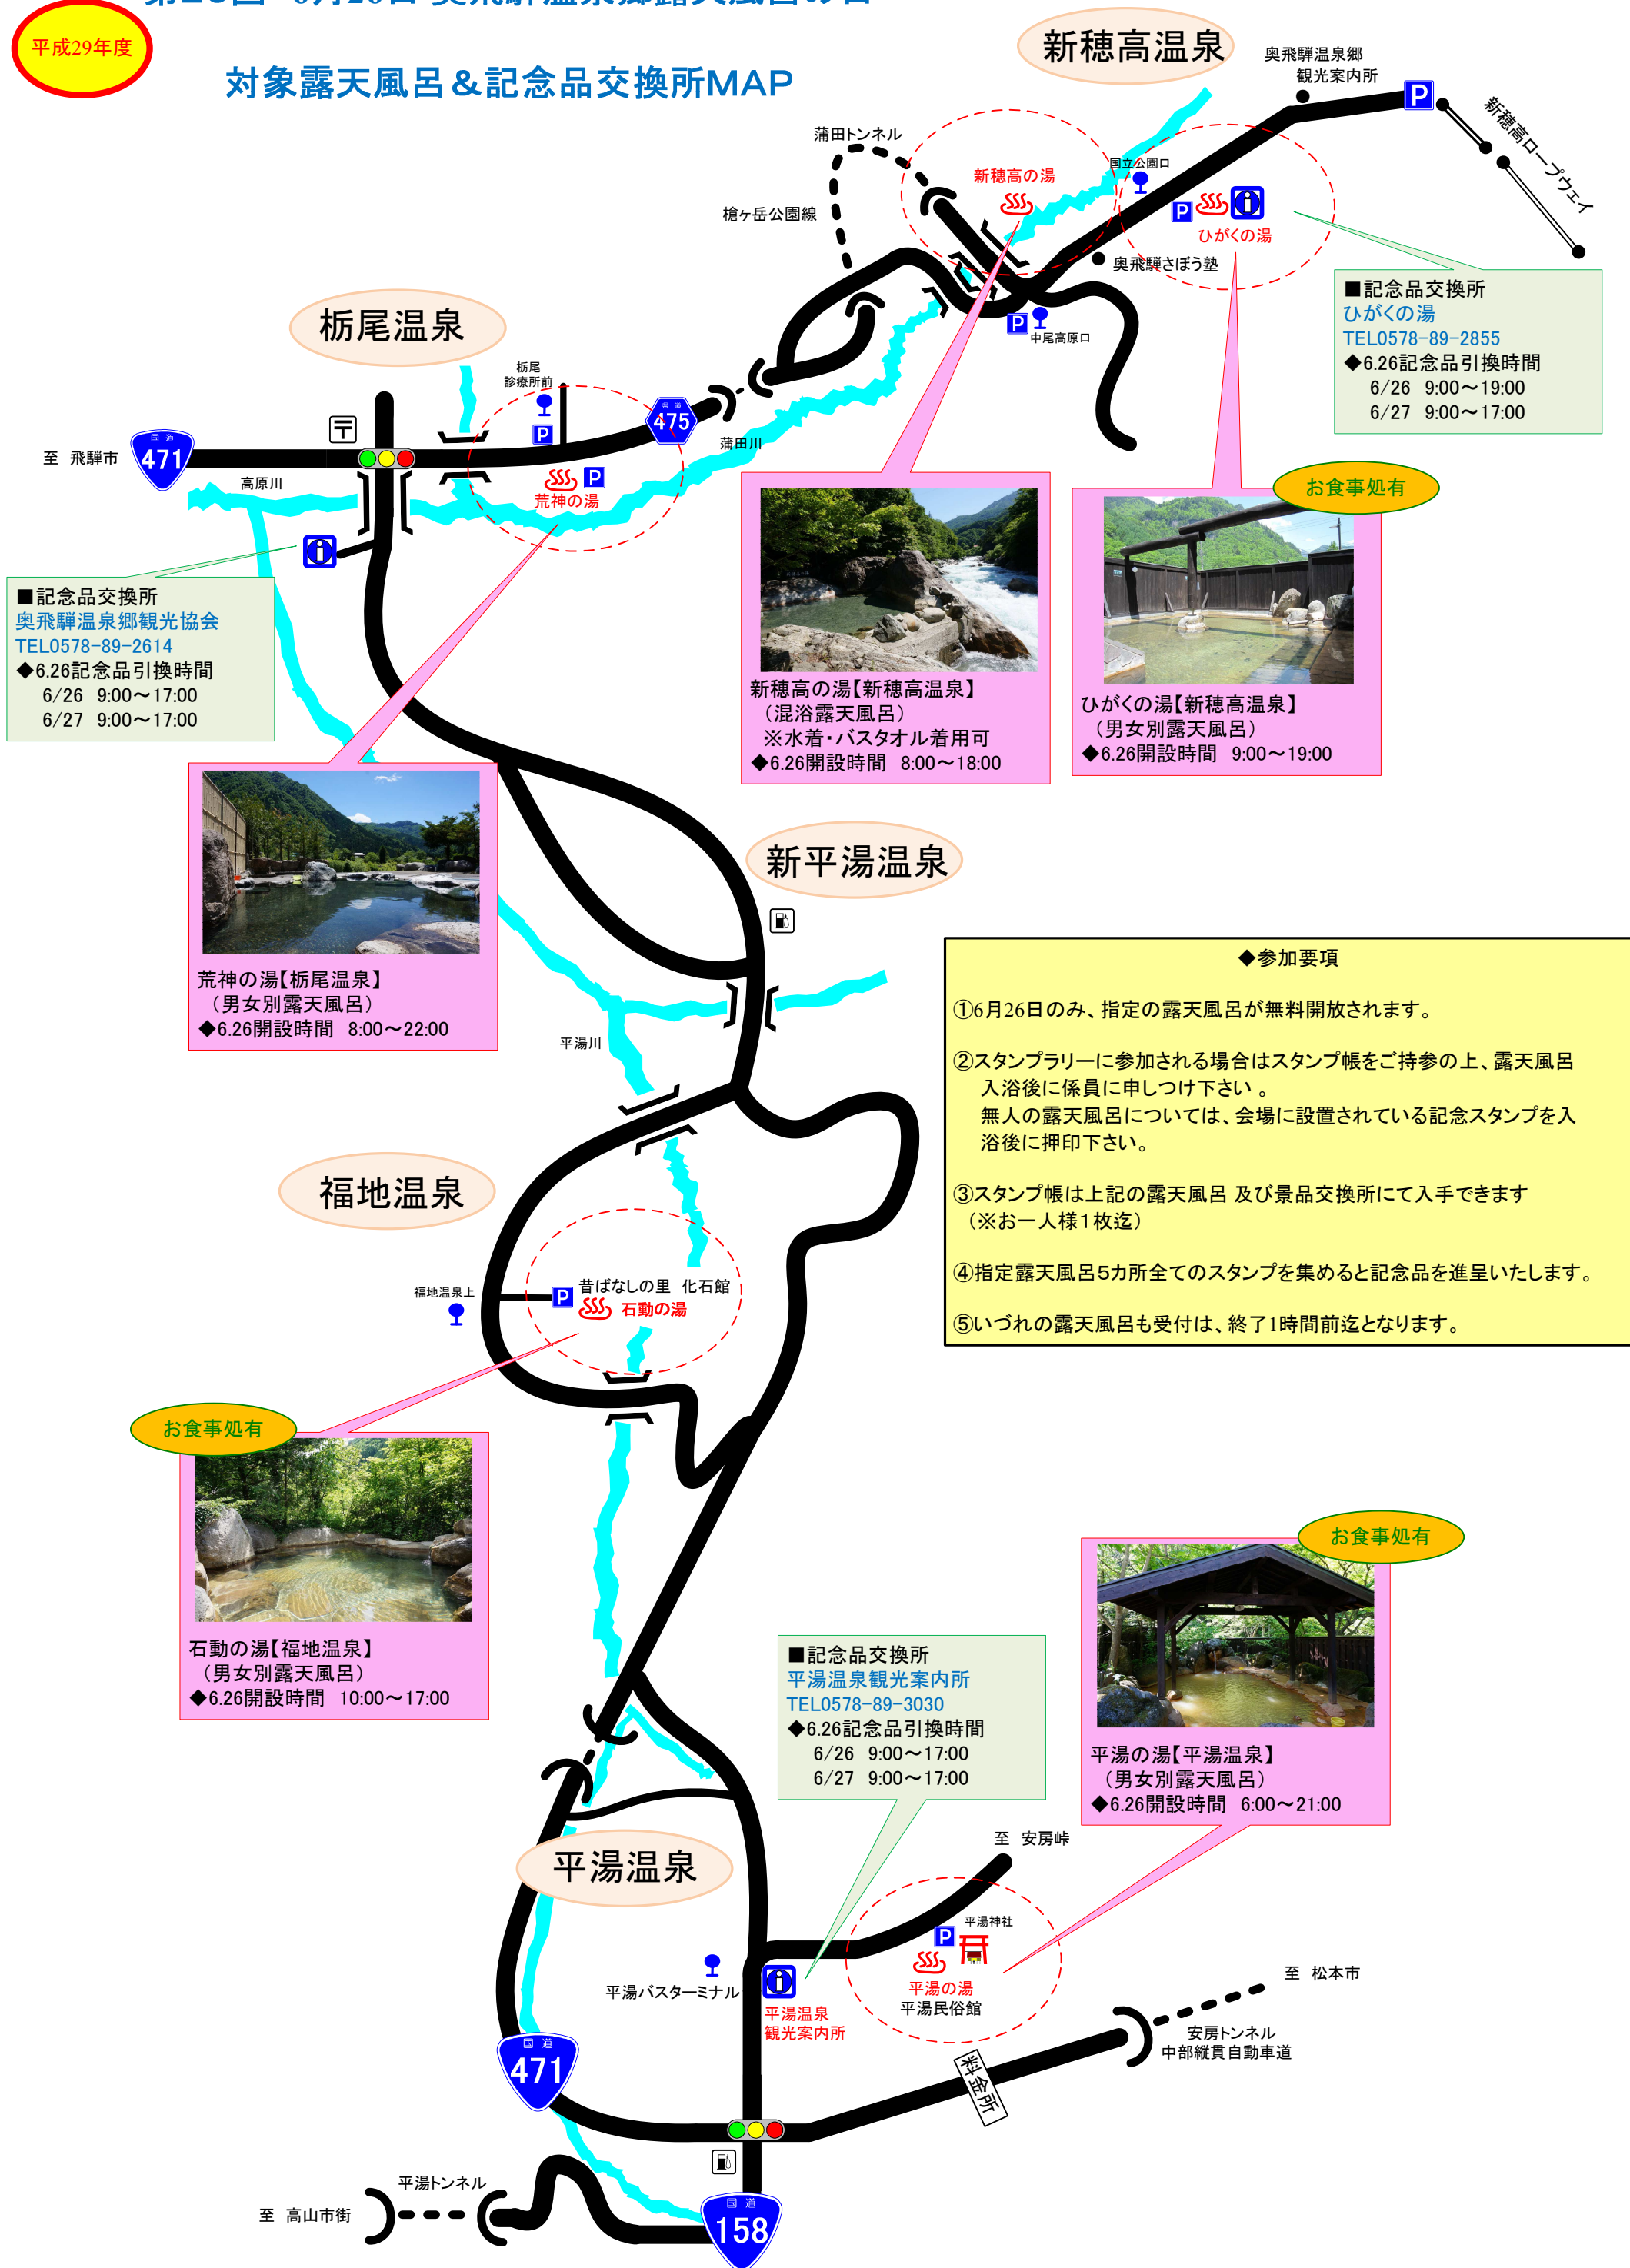 平成29年度
対象露天風呂＆記念品交換所MAP
新穂高温泉
奥飛騨温泉郷
観光案内所
P
新穂高ロープウェイ
蒲田トンネル
新穂高の湯
国立公園口
槍ヶ岳公園線
P
ひがくの湯
奥飛騨さぼう塾
P
中尾高原口
■記念品交換所
ひがくの湯
TEL0578-89-2855
◆6.26記念品引換時間
6/26 9:00～19:00
6/27 9:00～17:00
栃尾温泉
栃尾
診療所前
P
県道
475
蒲田川
至 飛騨市
国道
471
〒
高原川
P
荒神の湯
お食事処有
■記念品交換所
奥飛騨温泉郷観光協会
TEL0578-89-2614
◆6.26記念品引換時間
6/26 9:00～17:00
6/27 9:00～17:00
新穂高の湯【新穂高温泉】
（混浴露天風呂）
※水着・バスタオル着用可
◆6.26開設時間 8:00～18:00
ひがくの湯【新穂高温泉】
（男女別露天風呂）
◆6.26開設時間 9:00～19:00
荒神の湯【栃尾温泉】
（男女別露天風呂）
◆6.26開設時間 8:00～22:00
新平湯温泉
平湯川
◆参加要項
①6月26日のみ、指定の露天風呂が無料開放されます。
②スタンプラリーに参加される場合はスタンプ帳をご持参の上、露天風呂
入浴後に係員に申しつけ下さい 。
無人の露天風呂については、会場に設置されている記念スタンプを入
浴後に押印下さい。
③スタンプ帳は上記の露天風呂 及び景品交換所にて入手できます
（※お一人様１枚迄）
④指定露天風呂５カ所全てのスタンプを集めると記念品を進呈いたします。
⑤いづれの露天風呂も受付は、終了1時間前迄となります。
福地温泉
福地温泉上
P
昔ばなしの里 化石館
石動の湯
お食事処有
石動の湯【福地温泉】
（男女別露天風呂）
◆6.26開設時間 10:00～17:00
お食事処有
平湯の湯【平湯温泉】
（男女別露天風呂）
◆6.26開設時間 6:00～21:00
■記念品交換所
平湯温泉観光案内所
TEL0578-89-3030
◆6.26記念品引換時間
6/26 9:00～17:00
6/27 9:00～17:00
平湯温泉
至 安房峠
平湯神社
P
平湯の湯
平湯民俗館
平湯バスターミナル
平湯温泉
観光案内所
至 松本市
安房トンネル
中部縦貫自動車道
料金所
国道
471
平湯トンネル
至 高山市街
国道
158